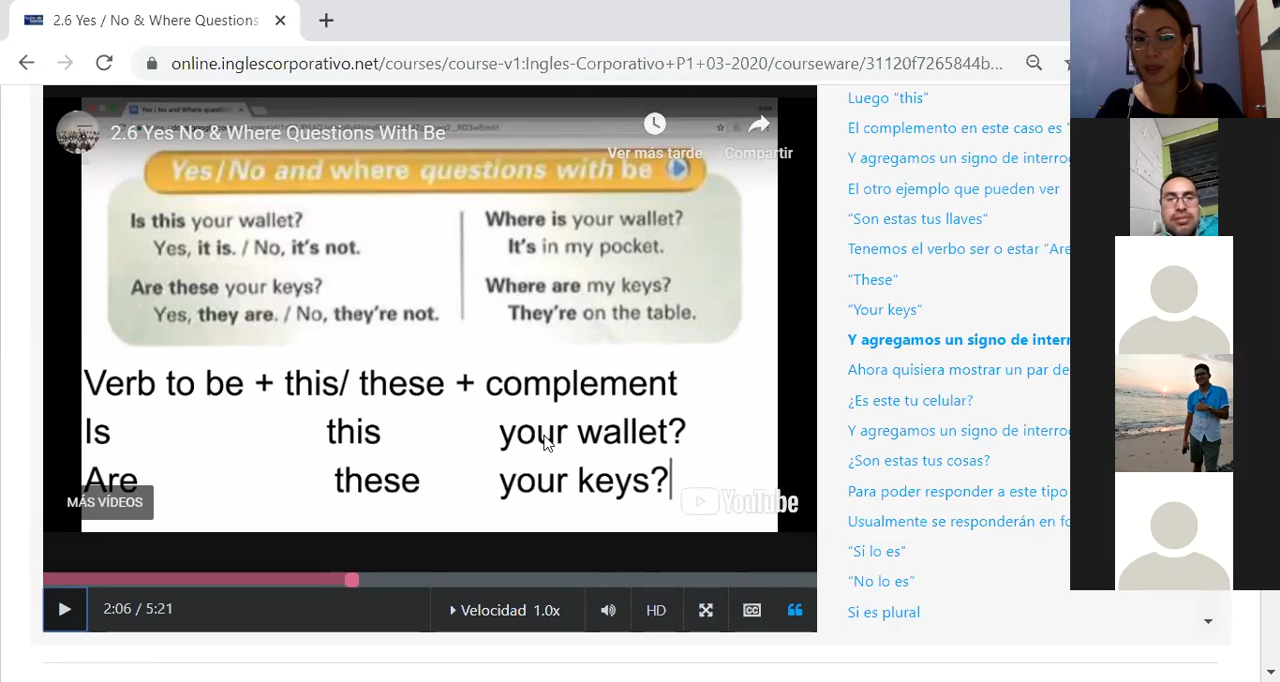 2.6 Yes / No & Where Questions
online.inglescorporativo.net/courses/course-v1:Ingles-Corporativo+P1+03-2020/courseware/31120f7265844b...
2.6 Yes No & Where Questions With Be
Ver más tarde
Compartir
Yes/No and where questions with be
Is this your wallet?
Yes, it is. / No, it's not.
Are these your keys?
Yes, they are. / No, they're not.
Where is your wallet?
It's in my pocket.
Where are my keys?
They're on the table.
Verb to be + this/ these + complement
Is this your wallet?
Are these your keys?
MÁS VÍDEOS
YouTube
2:06 / 5:21
Velocidad 1.0x
HD
CC
Luego “this”
El complemento en este caso es “
Y agregamos un signo de interro
El otro ejemplo que pueden ver
“Son estas tus llaves”
Tenemos el verbo ser o estar “Are
“These”
“Your keys”
Y agregamos un signo de interr
Ahora quisiera mostrar un par de
¿Es este tu celular?
Y agregamos un signo de interro
¿Son estas tus cosas?
Para poder responder a este tipo
Usualmente se responderán en fo
“Si lo es”
“No lo es”
Si es plural